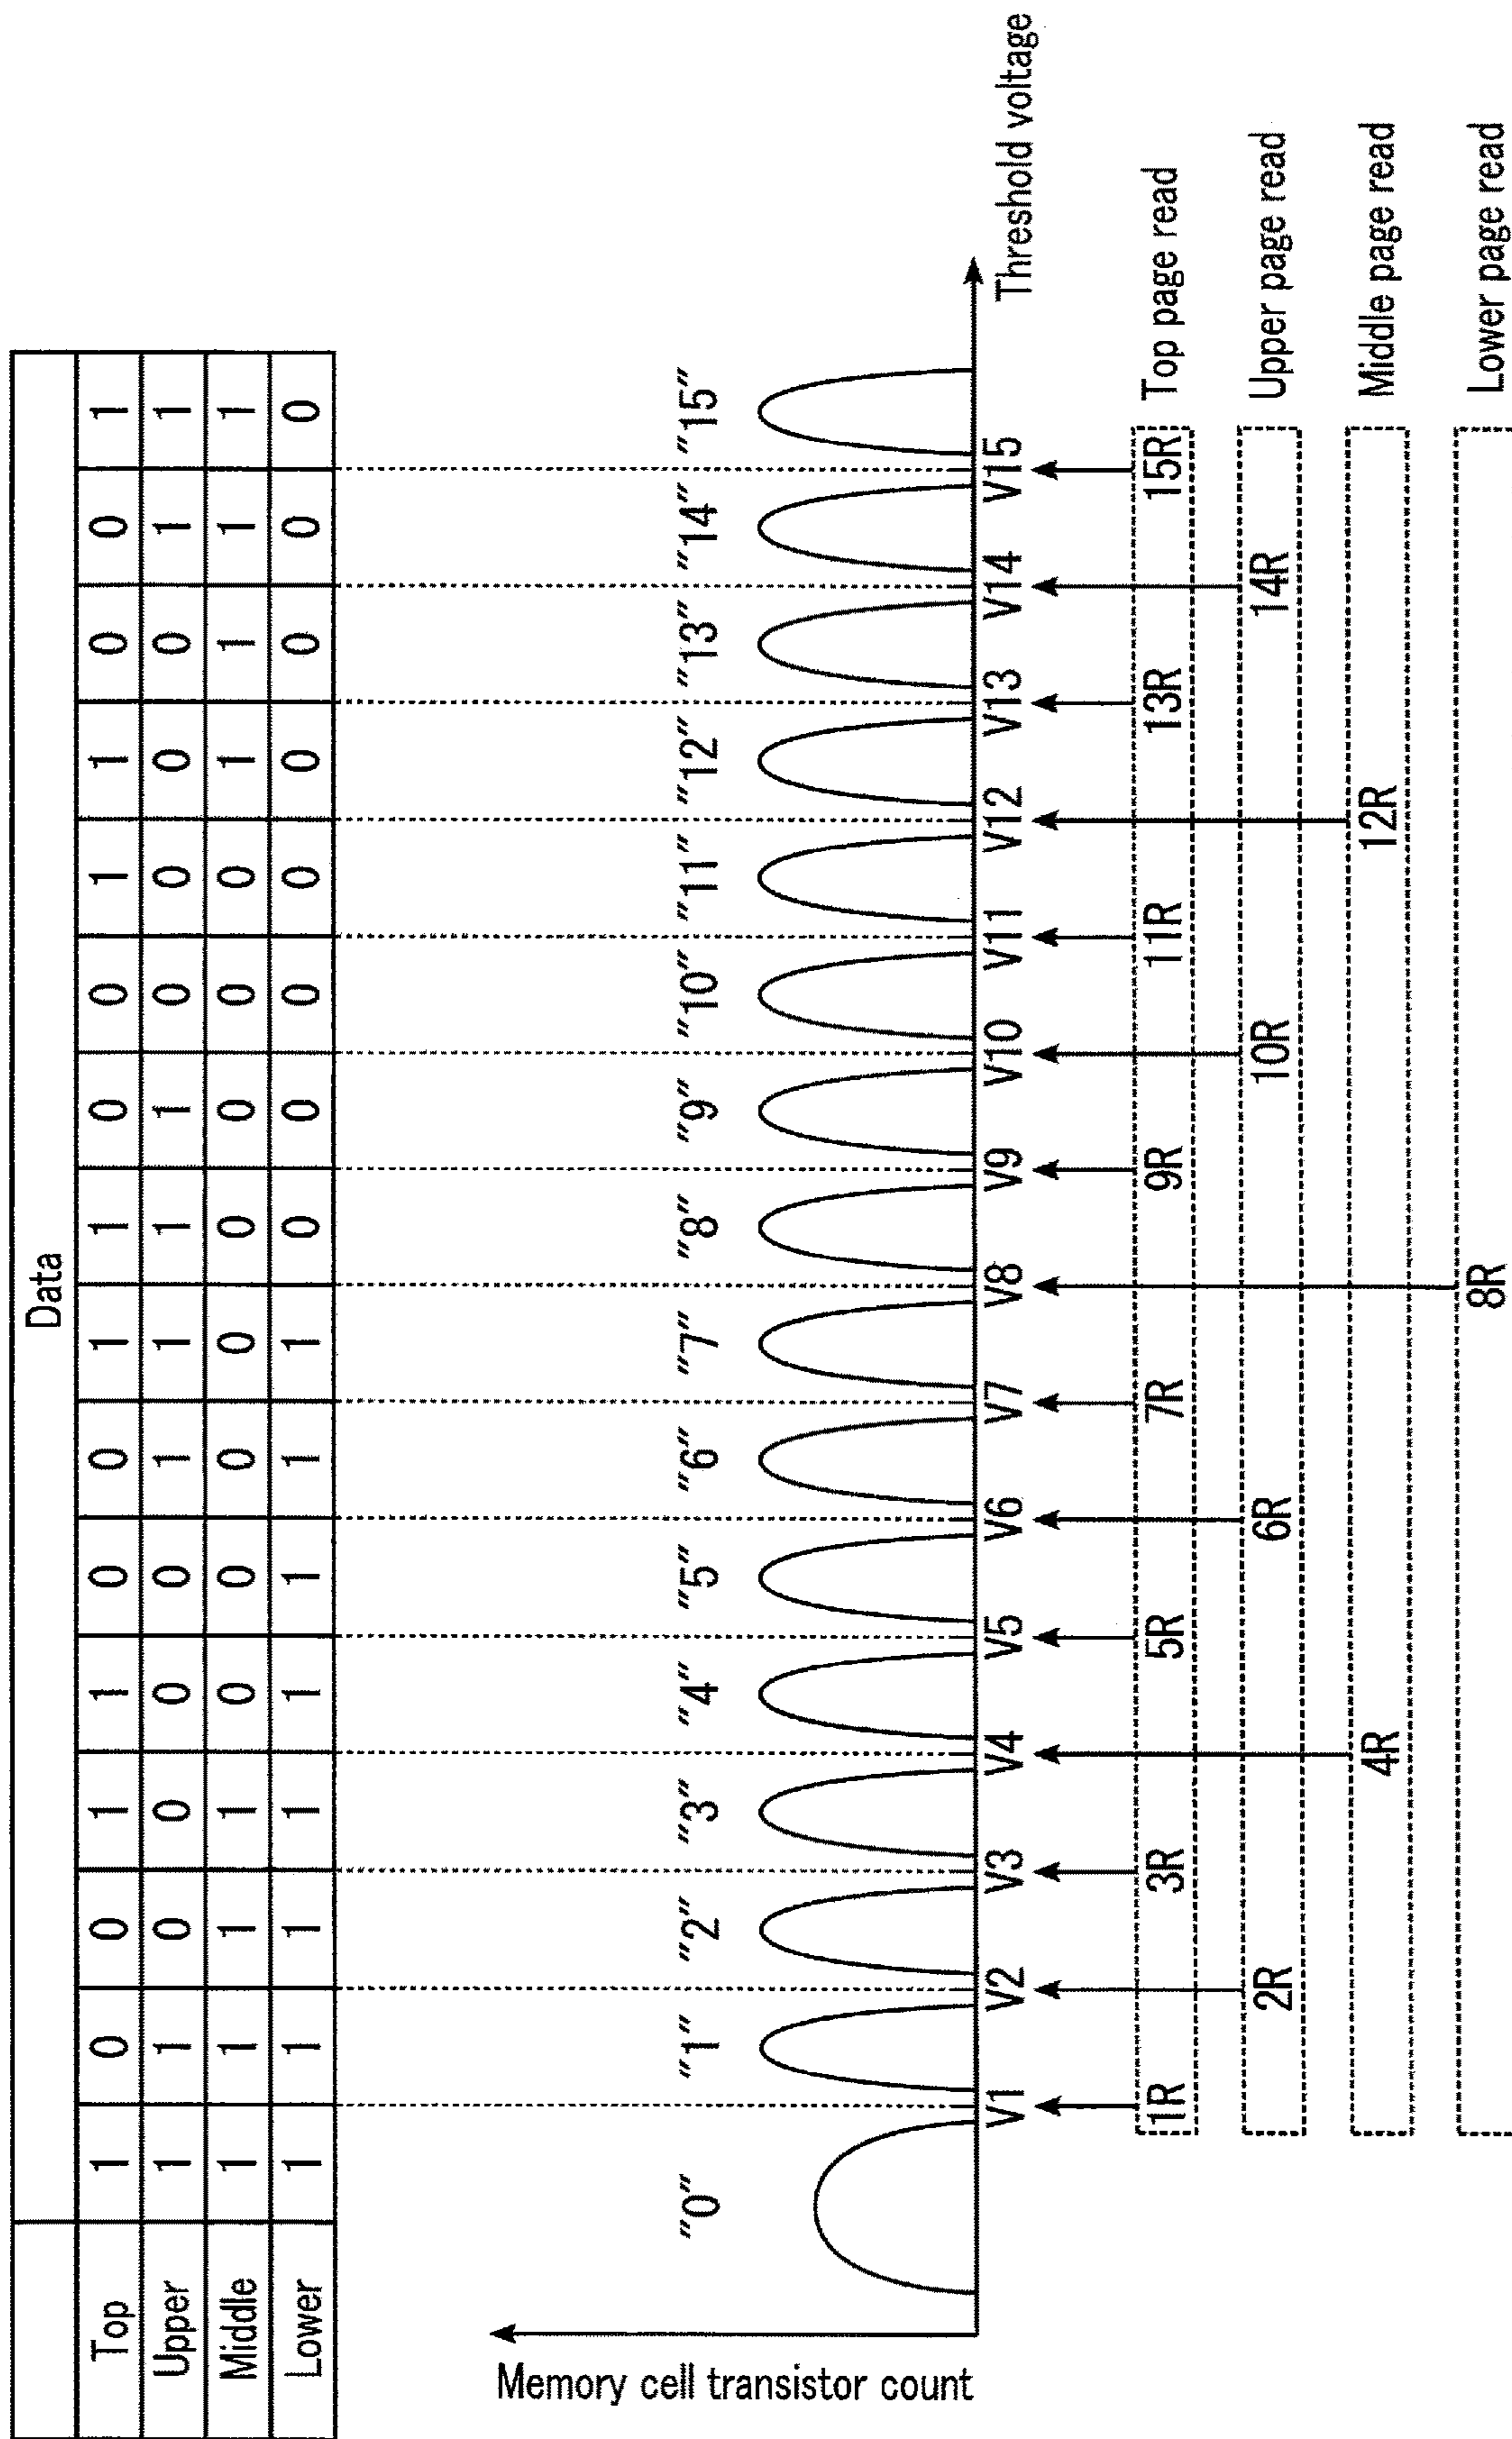 Data
Top 1 0 0 1 1 0 0 1 1 0 0 1 1 0 0 1
Upper 1 1 0 0 0 0 1 1 1 1 0 0 0 0 1 1
Middle 1 1 1 1 0 0 0 0 0 0 0 0 1 1 1 1
Lower 1 1 1 1 1 1 1 1 0 0 0 0 0 0 0 0
Memory cell transistor count
"0" "1" "2" "3" "4" "5" "6" "7" "8" "9" "10" "11" "12" "13" "14" "15"
V1 V2 V3 V4 V5 V6 V7 V8 V9 V10 V11 V12 V13 V14 V15
Threshold voltage
1R 3R 5R 7R 9R 11R 13R 15R Top page read
2R 6R 10R 14R Upper page read
4R 12R Middle page read
8R Lower page read